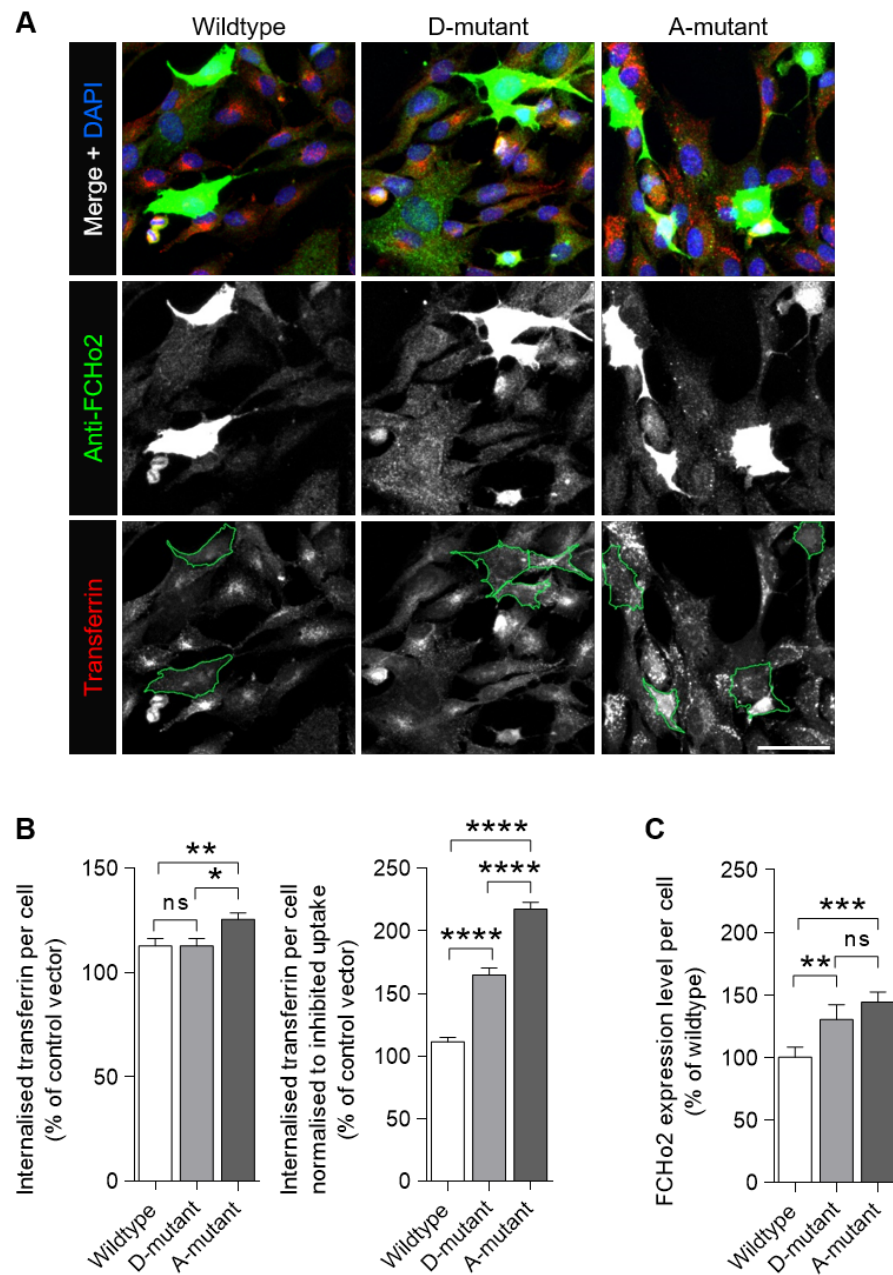 A
Wildtype
D-mutant
A-mutant
Merge + DAPI
Anti-FCHo2
Transferrin
B
Internalised transferrin per cell
(% of control vector)
150
100
50
0
**
*
ns
Wildtype
D-mutant
A-mutant
Internalised transferrin per cell
normalised to inhibited uptake
(% of control vector)
250
200
150
100
50
0
****
****
****
Wildtype
D-mutant
A-mutant
C
FCHo2 expression level per cell
(% of wildtype)
250
200
150
100
50
0
***
ns
**
Wildtype
D-mutant
A-mutant